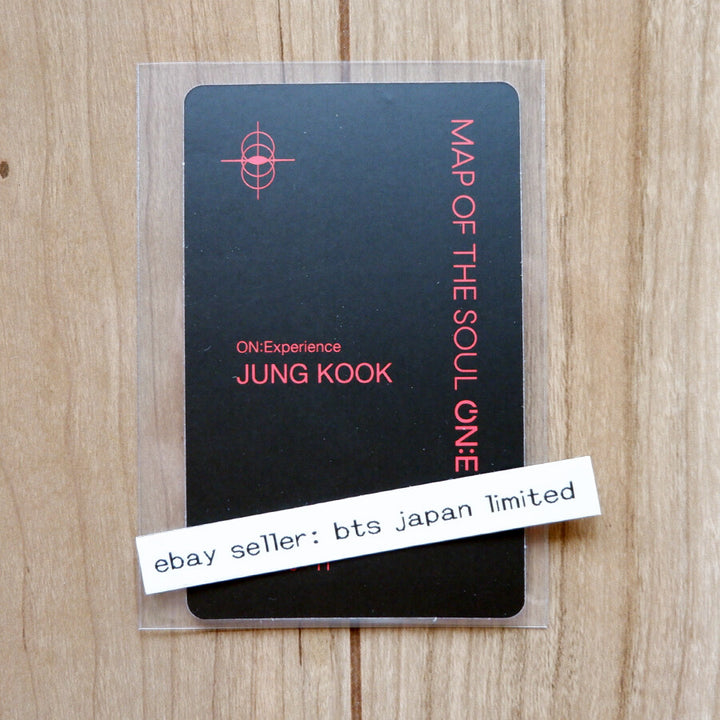 MAP OF THE SOUL ON:E
ON:Experience
JUNG KOOK
ebay seller: bts japan limited